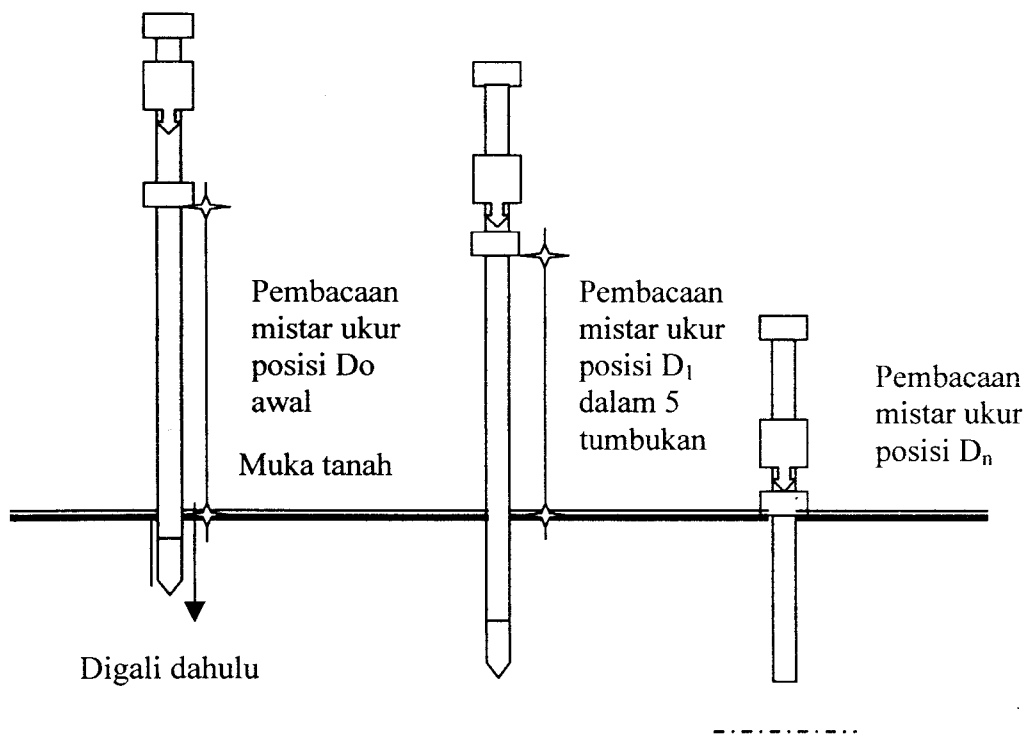 Pembacaan
mistar ukur
posisi Do
awal
Muka tanah
Pembacaan
mistar ukur
posisi D₁
dalam 5
tumbukan
Pembacaan
mistar ukur
posisi Dₙ
Digali dahulu